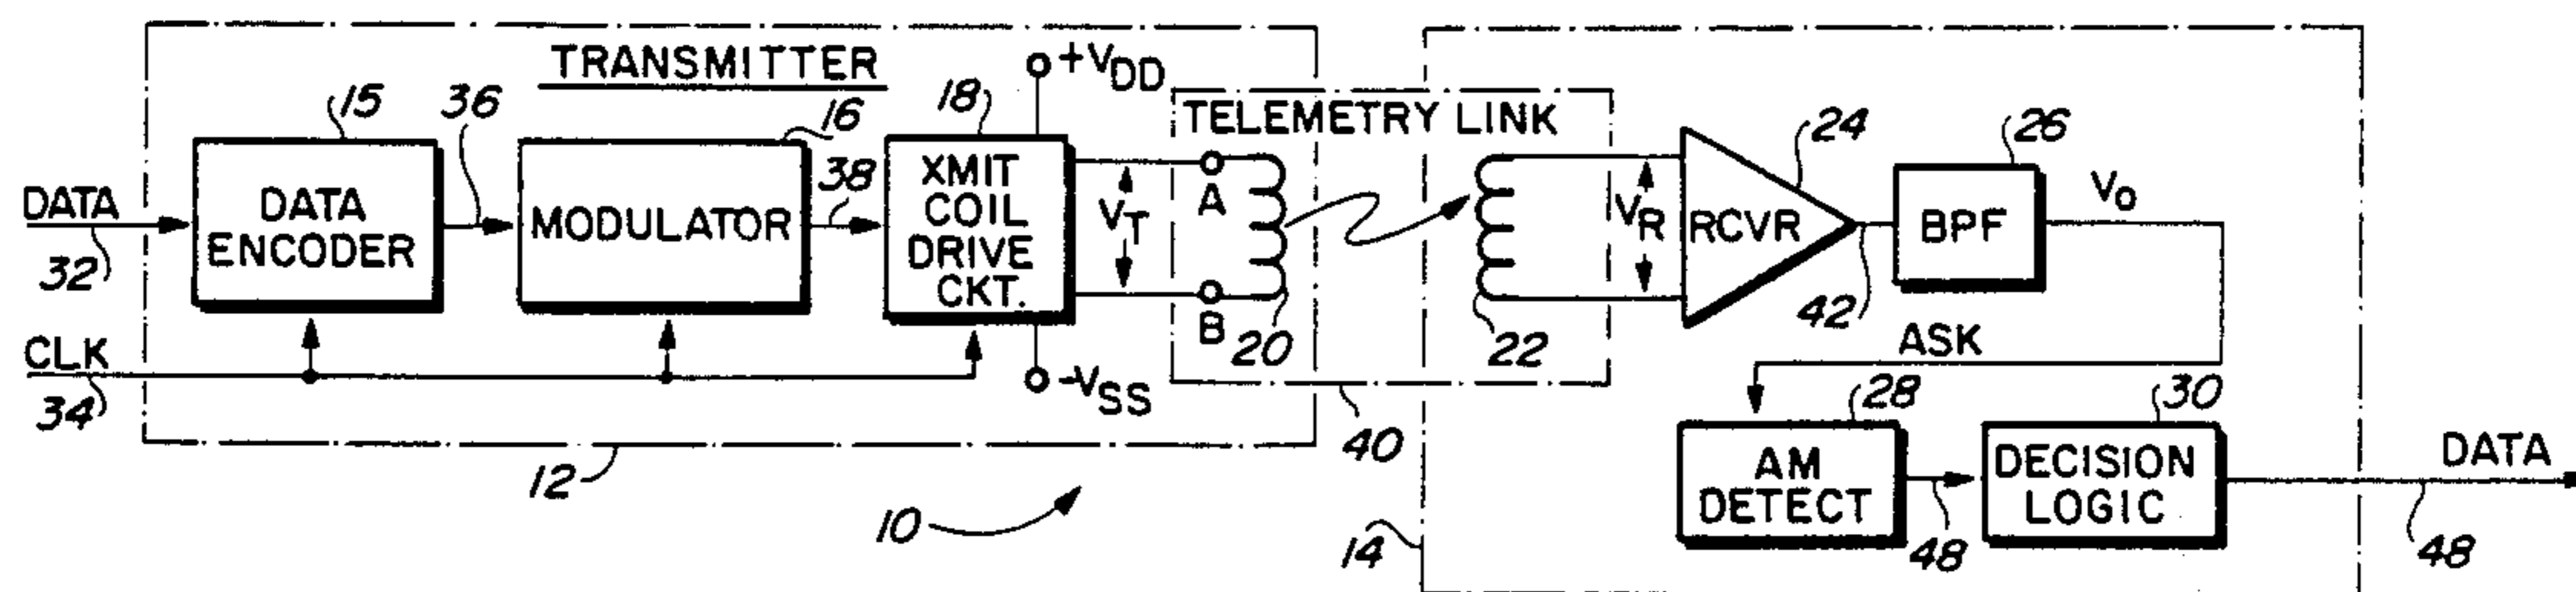 TRANSMITTER
+VDD
15
36
16
18
TELEMETRY LINK
24
26
DATA
32
DATA
ENCODER
MODULATOR
38
XMIT
COIL
DRIVE
CKT.
VT
A
B
20
22
VR
RCVR
42
BPF
Vo
CLK
34
-VSS
ASK
12
10
40
14
28
AM
DETECT
48
30
DECISION
LOGIC
DATA
48